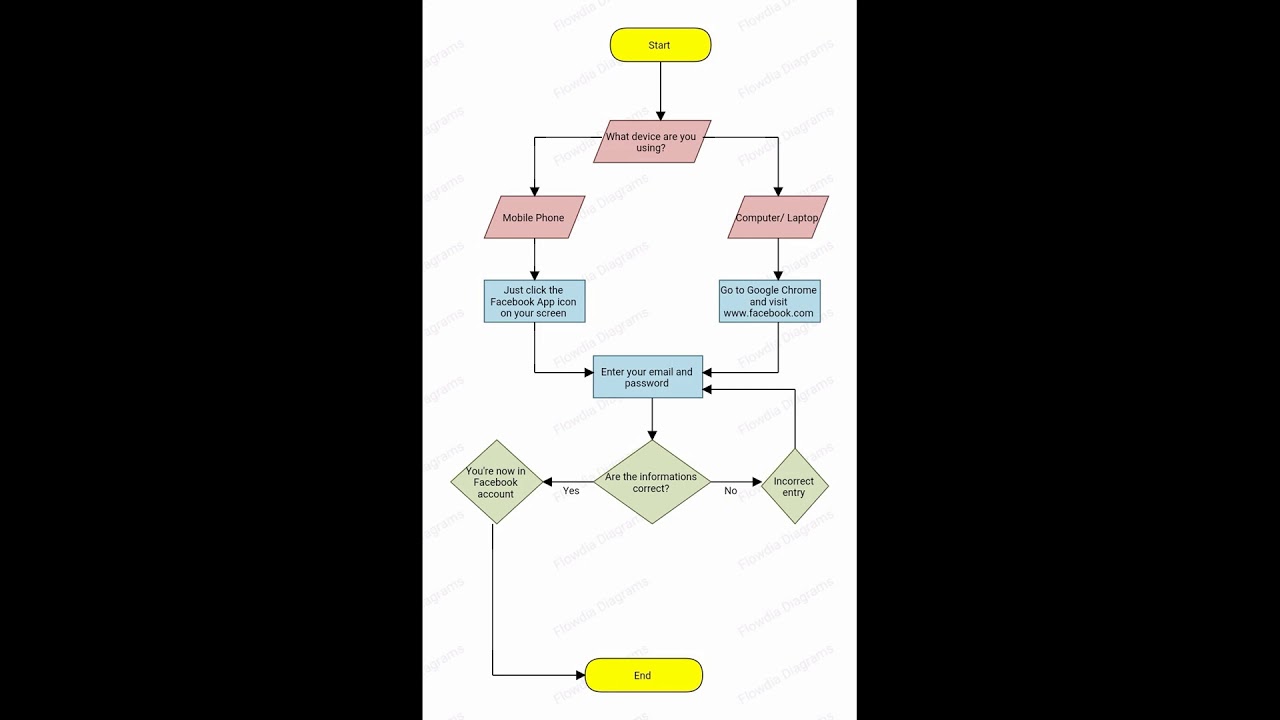 Start
What device are you
using?
Mobile Phone
Computer/ Laptop
Just click the
Facebook App icon
on your screen
Go to Google Chrome
and visit
www.facebook.com
Enter your email and
password
You're now in
Facebook
account
Yes
Are the informations
correct?
No
Incorrect
entry
End
Flowdia Diagrams